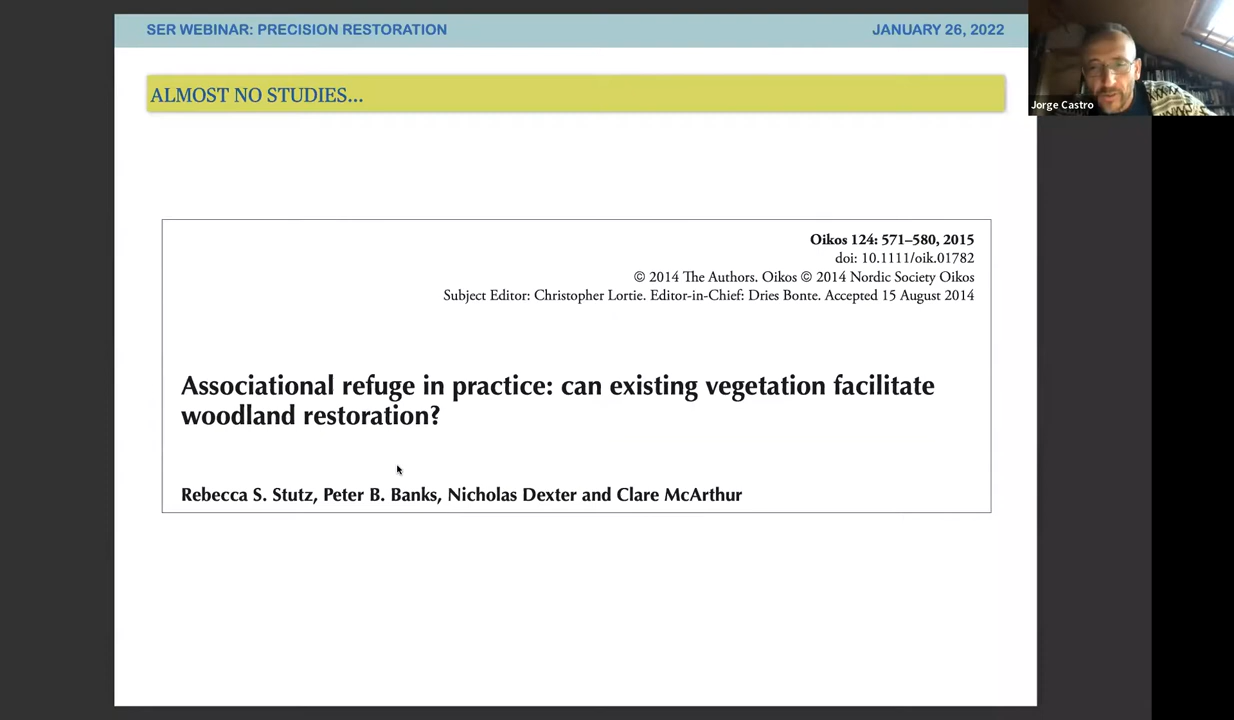 SER WEBINAR: PRECISION RESTORATION JANUARY 26, 2022
Jorge Castro
ALMOST NO STUDIES...
Oikos 124: 571–580, 2015
doi: 10.1111/oik.01782
© 2014 The Authors. Oikos © 2014 Nordic Society Oikos
Subject Editor: Christopher Lortie. Editor-in-Chief: Dries Bonte. Accepted 15 August 2014
Associational refuge in practice: can existing vegetation facilitate
woodland restoration?
Rebecca S. Stutz, Peter B. Banks, Nicholas Dexter and Clare McArthur